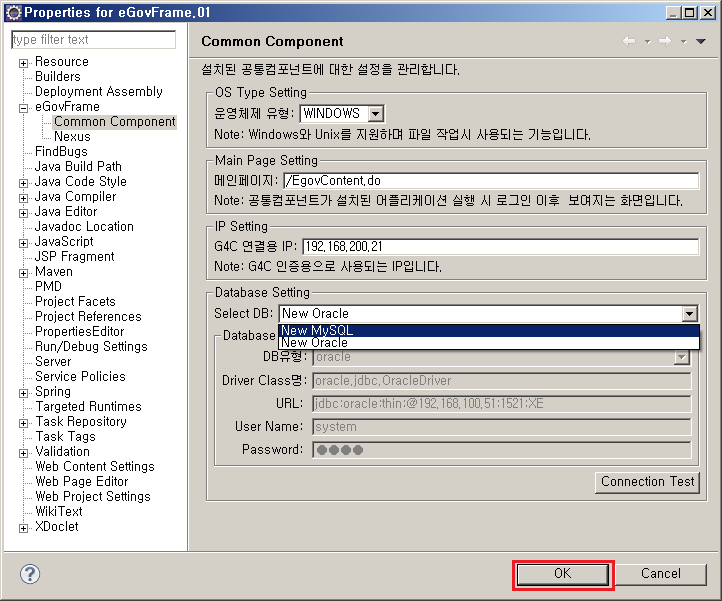 Properties for eGovFrame.01
type filter text
Resource
Builders
Deployment Assembly
eGovFrame
Common Component
Nexus
FindBugs
Java Build Path
Java Code Style
Java Compiler
Java Editor
Javadoc Location
JavaScript
JSP Fragment
Maven
PMD
Project Facets
Project References
PropertiesEditor
Run/Debug Settings
Server
Service Policies
Spring
Targeted Runtimes
Task Repository
Task Tags
Validation
Web Content Settings
Web Page Editor
Web Project Settings
WikiText
XDoclet
Common Component
설치된 공통컴포넌트에 대한 설정을 관리합니다.
OS Type Setting
운영체제 유형: WINDOWS
Note: Windows와 Unix를 지원하며 파일 작업시 사용되는 기능입니다.
Main Page Setting
메인페이지: /EgovContent.do
Note: 공통컴포넌트가 설치된 어플리케이션 실행 시 로그인 이후 보여지는 화면입니다.
IP Setting
G4C 연결용 IP: 192.168.200.21
Note: G4C 인증용으로 사용되는 IP입니다.
Database Setting
Select DB: New Oracle
New MySQL
New Oracle
Database
DB유형: oracle
Driver Class명: oracle.jdbc.OracleDriver
URL: jdbc:oracle:thin:@192.168.100.51:1521:XE
User Name: system
Password: ●●●●
Connection Test
OK
Cancel